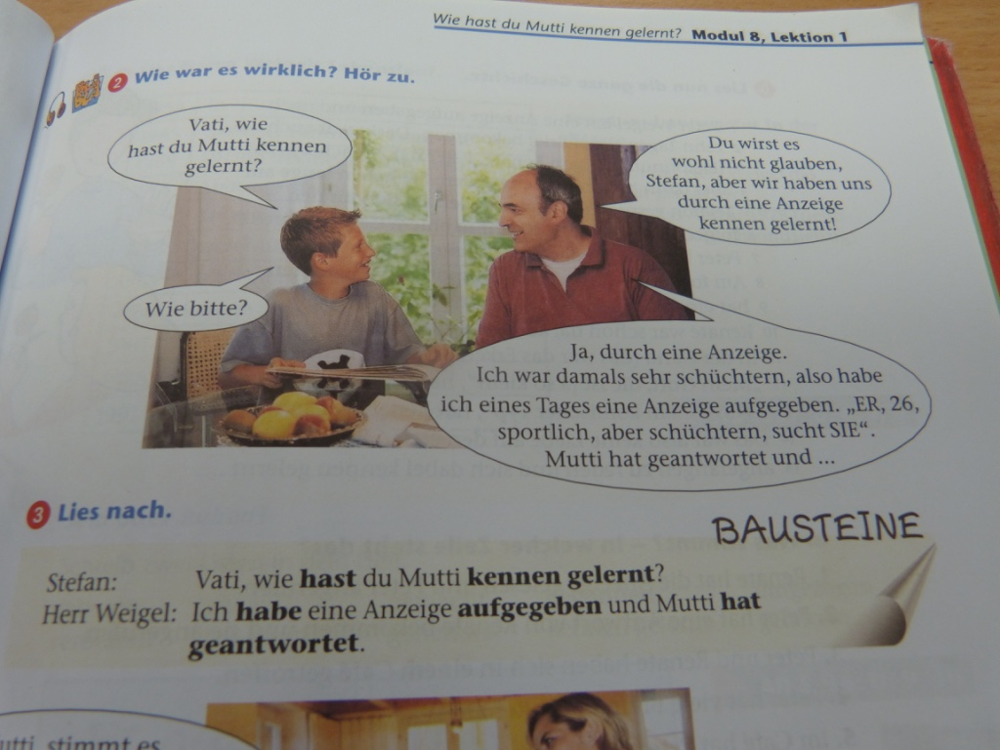 Wie hast du Mutti kennen gelernt? Modul 8, Lektion 1
2 Wie war es wirklich? Hör zu.
Vati, wie
hast du Mutti kennen
gelernt?
Du wirst es
wohl nicht glauben,
Stefan, aber wir haben uns
durch eine Anzeige
kennen gelernt!
Wie bitte?
Ja, durch eine Anzeige.
Ich war damals sehr schüchtern, also habe
ich eines Tages eine Anzeige aufgegeben. „ER, 26,
sportlich, aber schüchtern, sucht SIE“.
Mutti hat geantwortet und ...
3 Lies nach.
BAUSTEINE
Stefan: Vati, wie hast du Mutti kennen gelernt?
Herr Weigel: Ich habe eine Anzeige aufgegeben und Mutti hat
geantwortet.
stimmt es